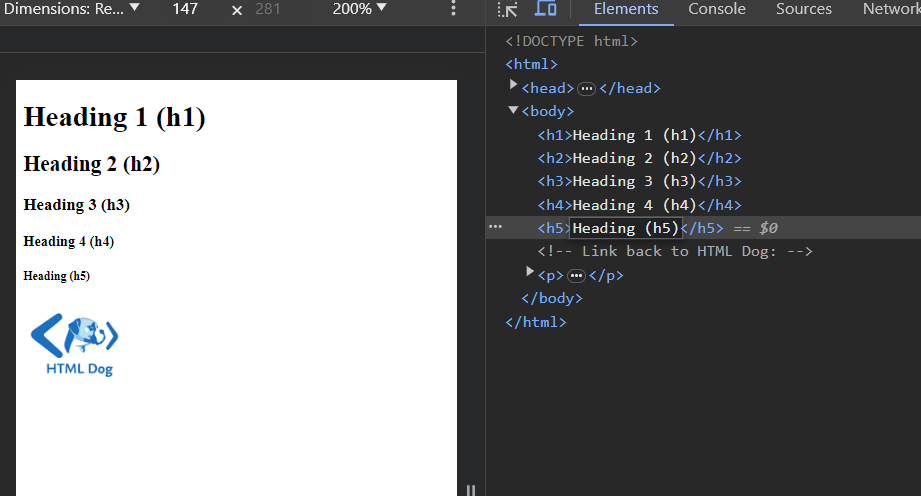 Dimensions: Re... ▼ 147 × 281 200% ▼
Elements Console Sources Network
Heading 1 (h1)
Heading 2 (h2)
Heading 3 (h3)
Heading 4 (h4)
Heading (h5)
HTML Dog
<!DOCTYPE html>
<html>
▶<head>…</head>
▼<body>
<h1>Heading 1 (h1)</h1>
<h2>Heading 2 (h2)</h2>
<h3>Heading 3 (h3)</h3>
<h4>Heading 4 (h4)</h4>
<h5>Heading (h5)</h5> == $0
<!-- Link back to HTML Dog: -->
▶<p>…</p>
</body>
</html>